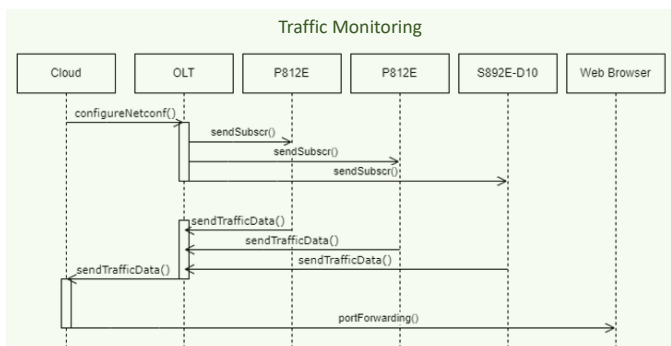 Traffic Monitoring
Cloud OLT P812E P812E S892E-D10 Web Browser
configureNetconf()
sendSubscr()
sendSubscr()
sendSubscr()
sendTrafficData()
sendTrafficData()
sendTrafficData()
sendTrafficData()
portForwarding()